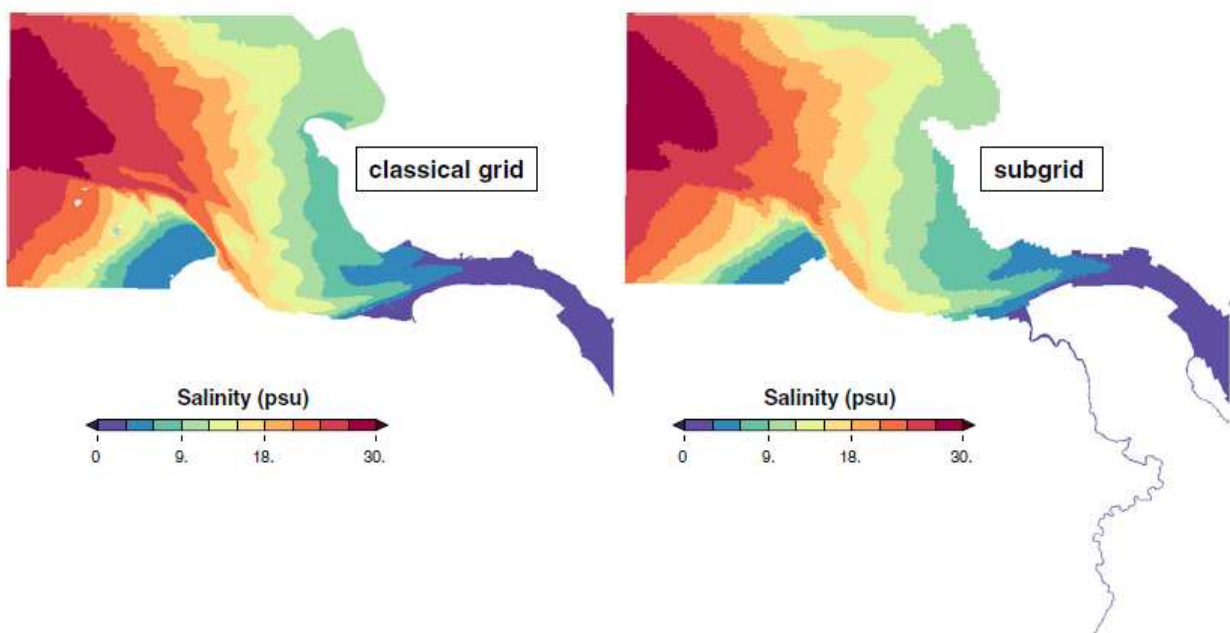 classical grid
subgrid
Salinity (psu)
0 9. 18. 30.
Salinity (psu)
0 9. 18. 30.